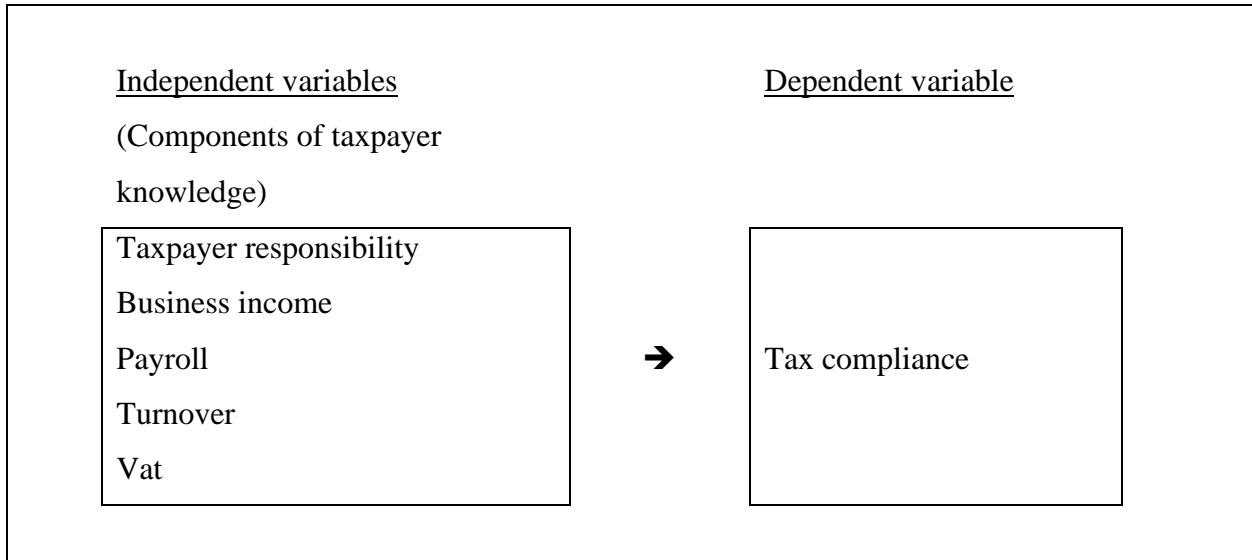 Independent variables
Dependent variable
(Components of taxpayer
knowledge)
Taxpayer responsibility
Business income
Payroll
Turnover
Vat
➔
Tax compliance